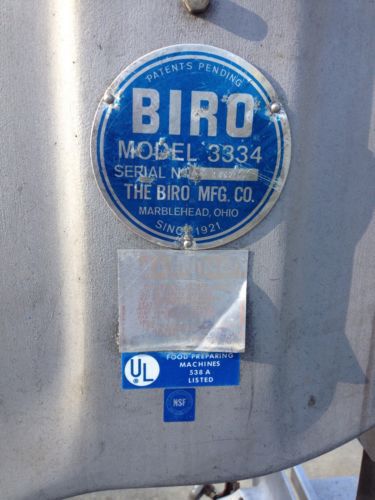 PATENTS PENDING
BIRO
MODEL 3334
SERIAL N
THE BIRO MFG. CO.
MARBLEHEAD, OHIO
SINCE 1921
UL
FOOD PREPARING
MACHINES
538 A
LISTED
NSF